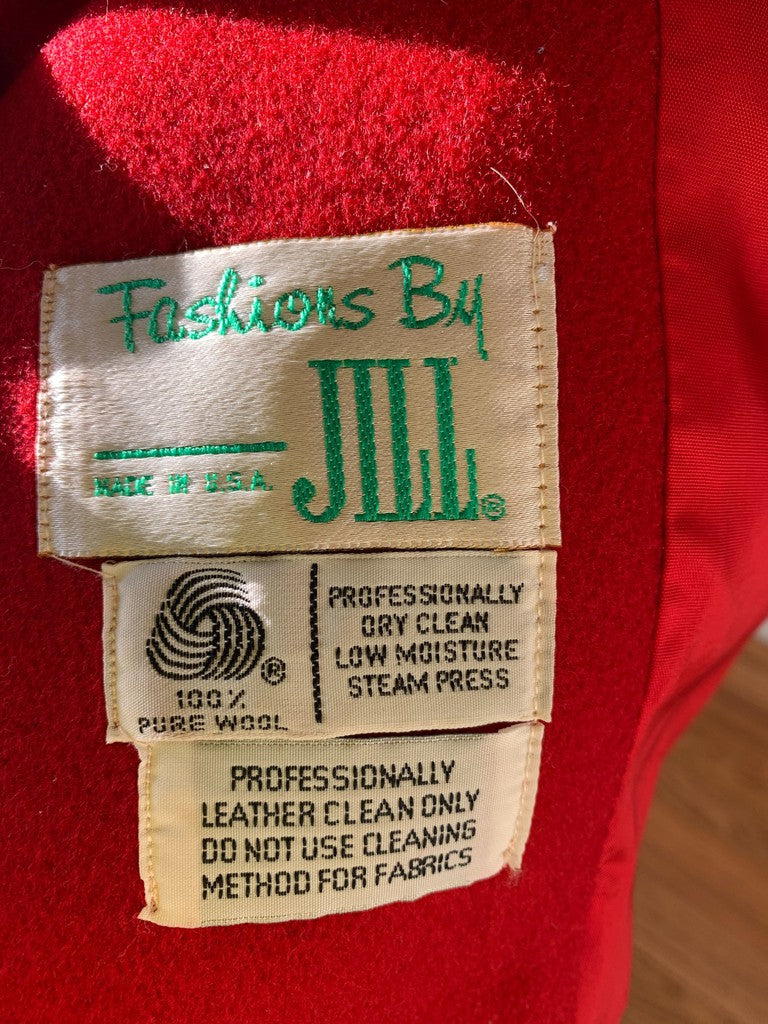 Fashions By
JILL®
MADE IN U.S.A.
®
100%
PURE WOOL
PROFESSIONALLY
DRY CLEAN
LOW MOISTURE
STEAM PRESS
PROFESSIONALLY
LEATHER CLEAN ONLY
DO NOT USE CLEANING
METHOD FOR FABRICS